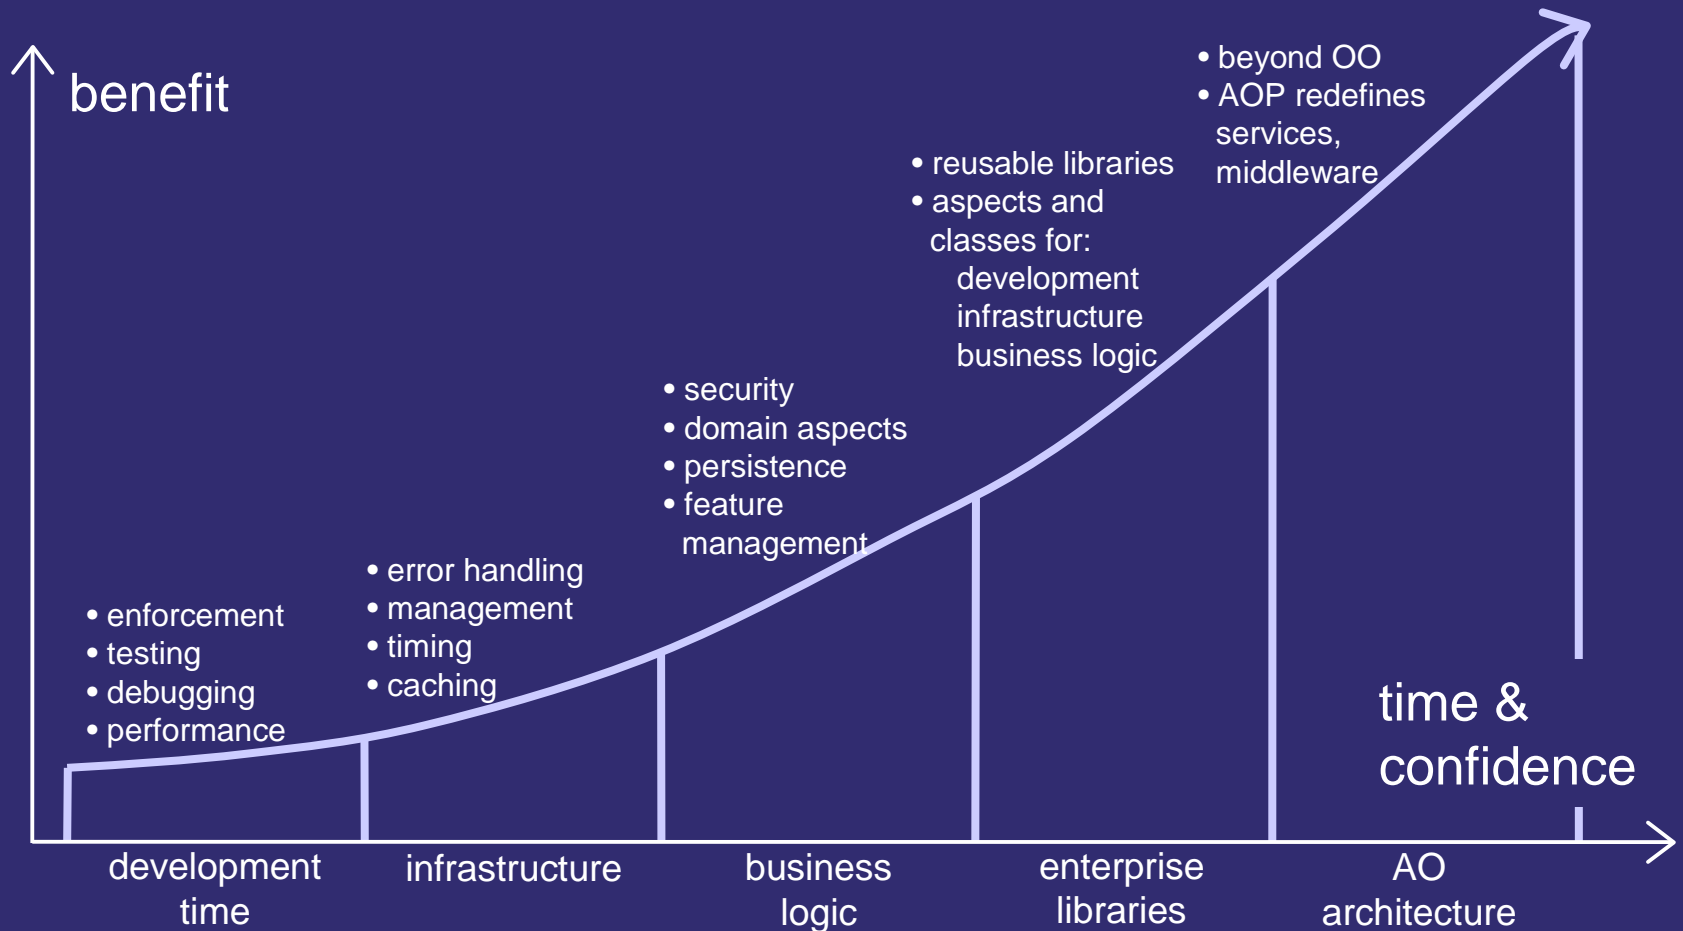 benefit
• beyond OO
• AOP redefines
services,
middleware
• reusable libraries
• aspects and
classes for:
development
infrastructure
business logic
• security
• domain aspects
• persistence
• feature
management
• error handling
• management
• timing
• caching
• enforcement
• testing
• debugging
• performance
time &
confidence
development
time
infrastructure
business
logic
enterprise
libraries
AO
architecture